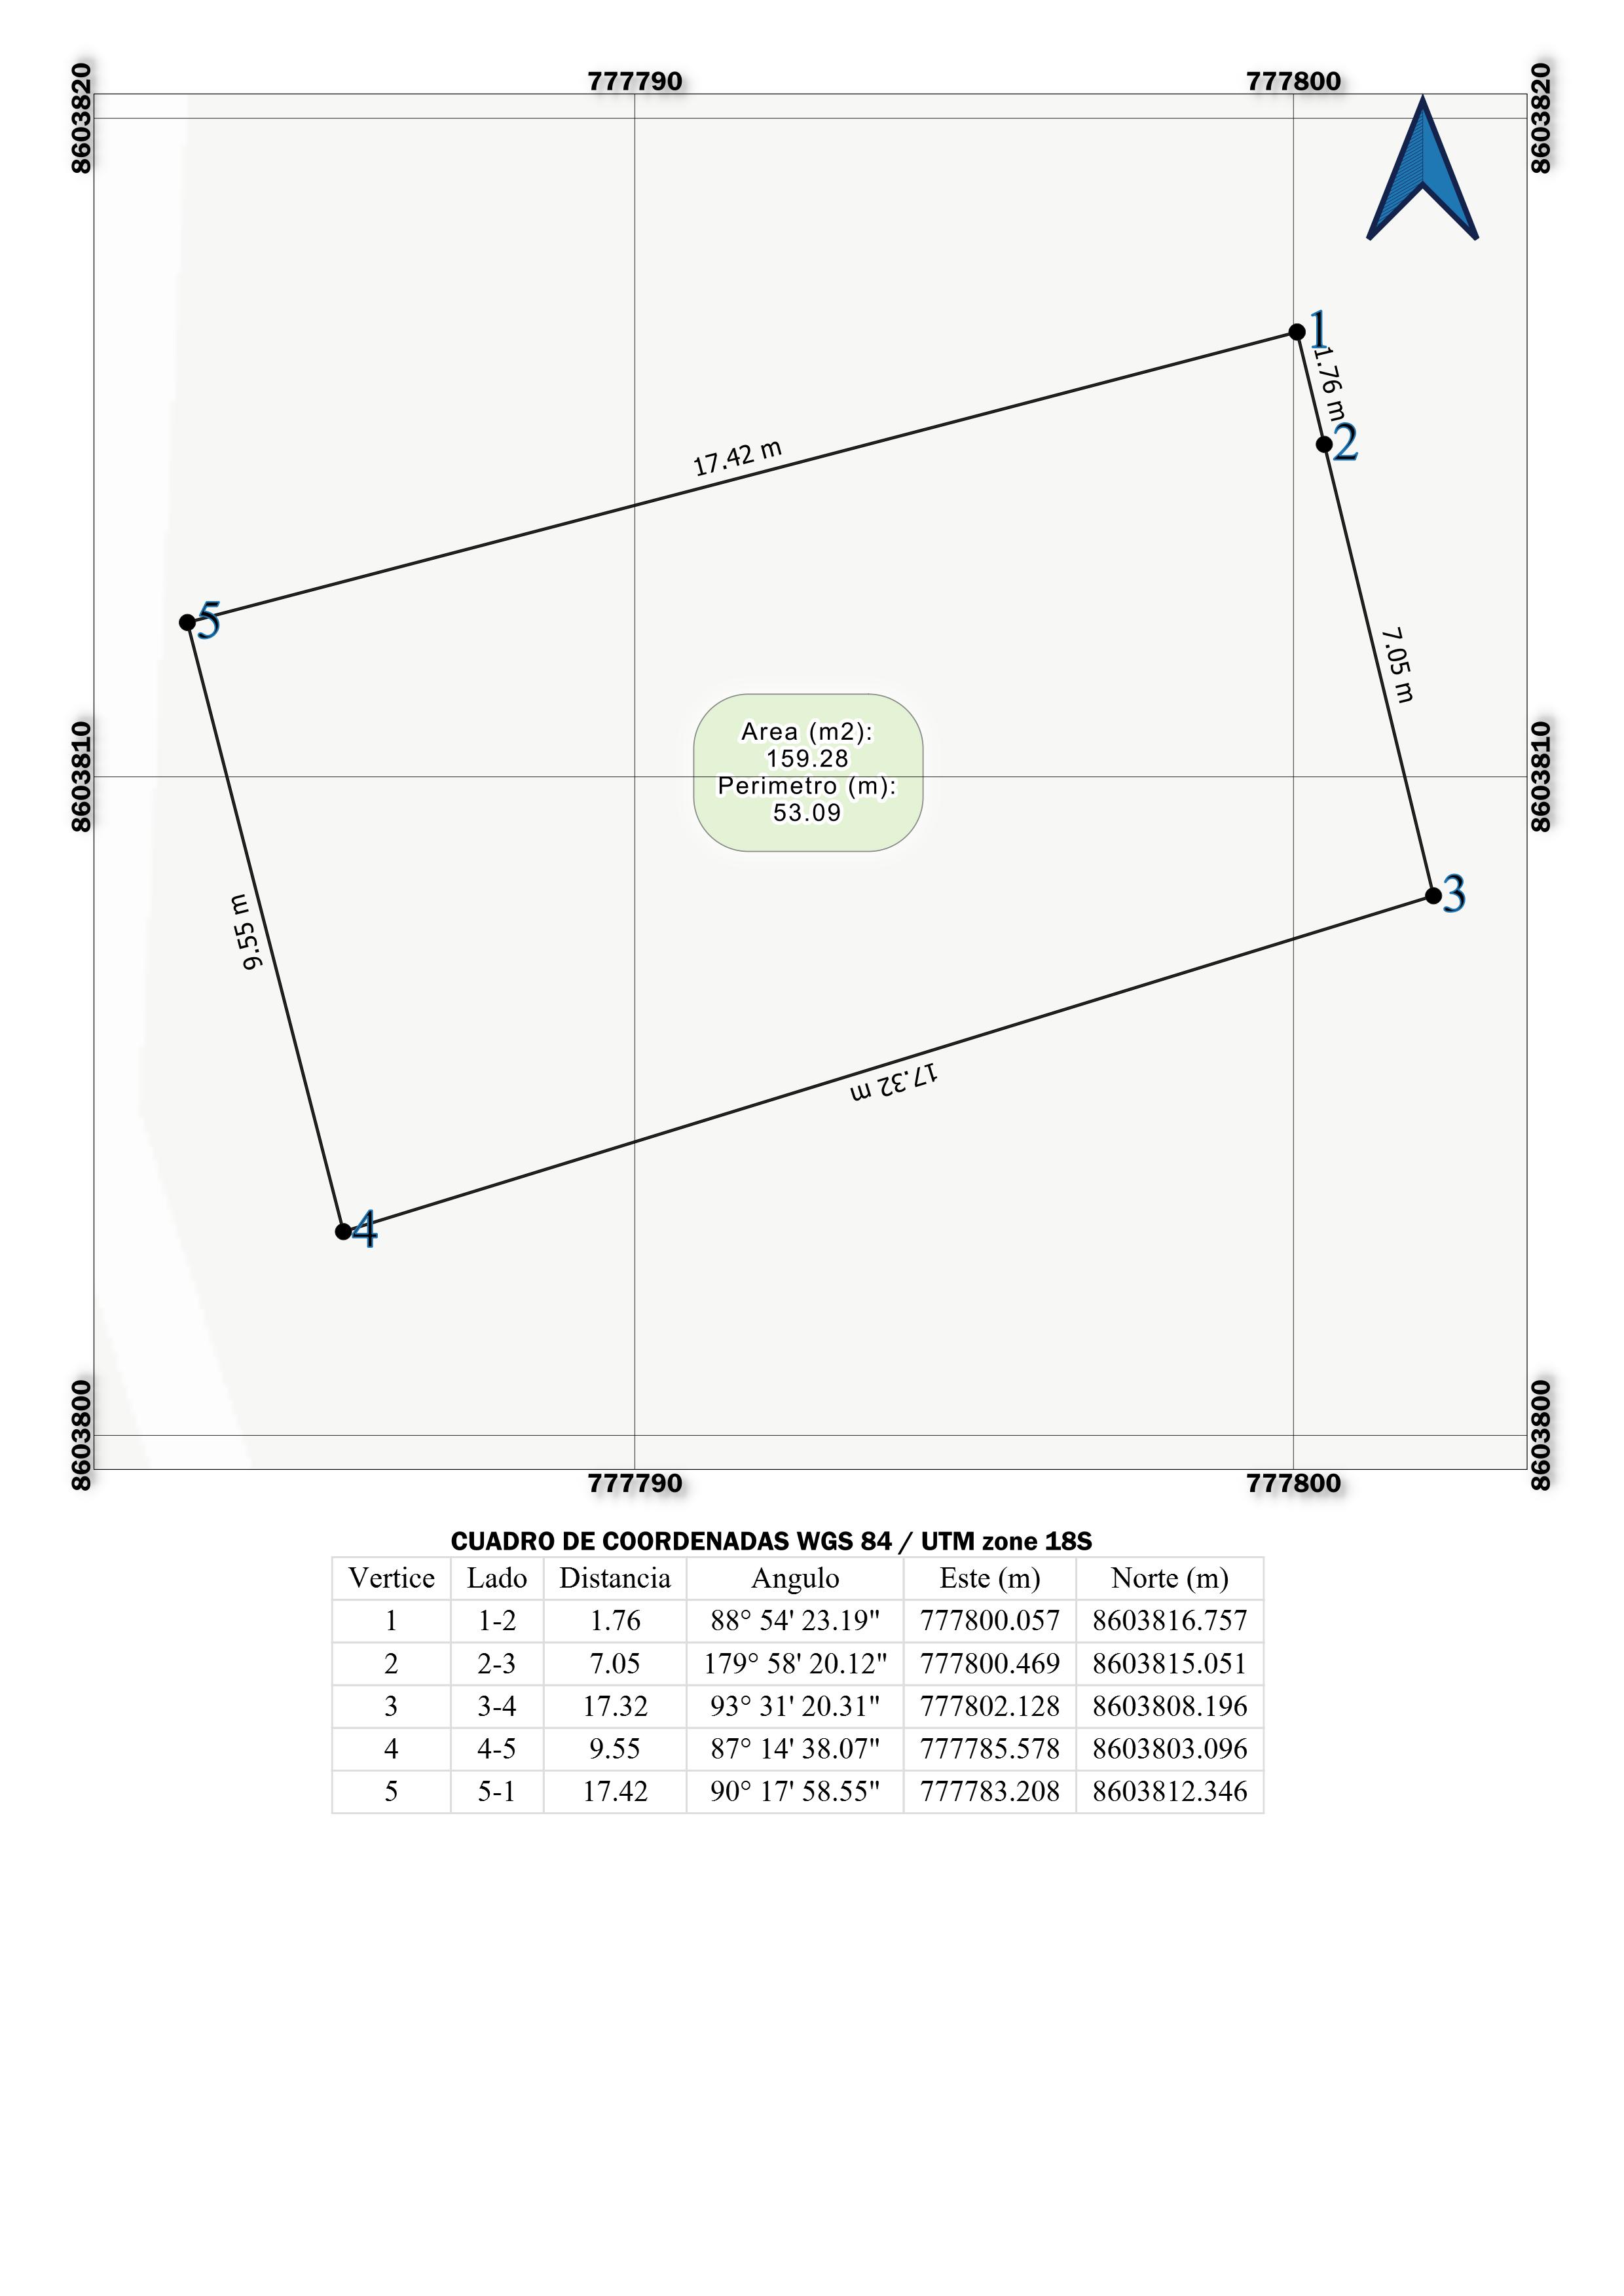 777790 777800
8603820 8603820
1
1.76 m
2
17.42 m
5
7.05 m
Area (m2):
159.28
Perimetro (m):
53.09
8603810 8603810
3
9.55 m
17.32 m
4
8603800 8603800
777790 777800
CUADRO DE COORDENADAS WGS 84 / UTM zone 18S
Vertice Lado Distancia Angulo Este (m) Norte (m)
1 1-2 1.76 88° 54' 23.19" 777800.057 8603816.757
2 2-3 7.05 179° 58' 20.12" 777800.469 8603815.051
3 3-4 17.32 93° 31' 20.31" 777802.128 8603808.196
4 4-5 9.55 87° 14' 38.07" 777785.578 8603803.096
5 5-1 17.42 90° 17' 58.55" 777783.208 8603812.346